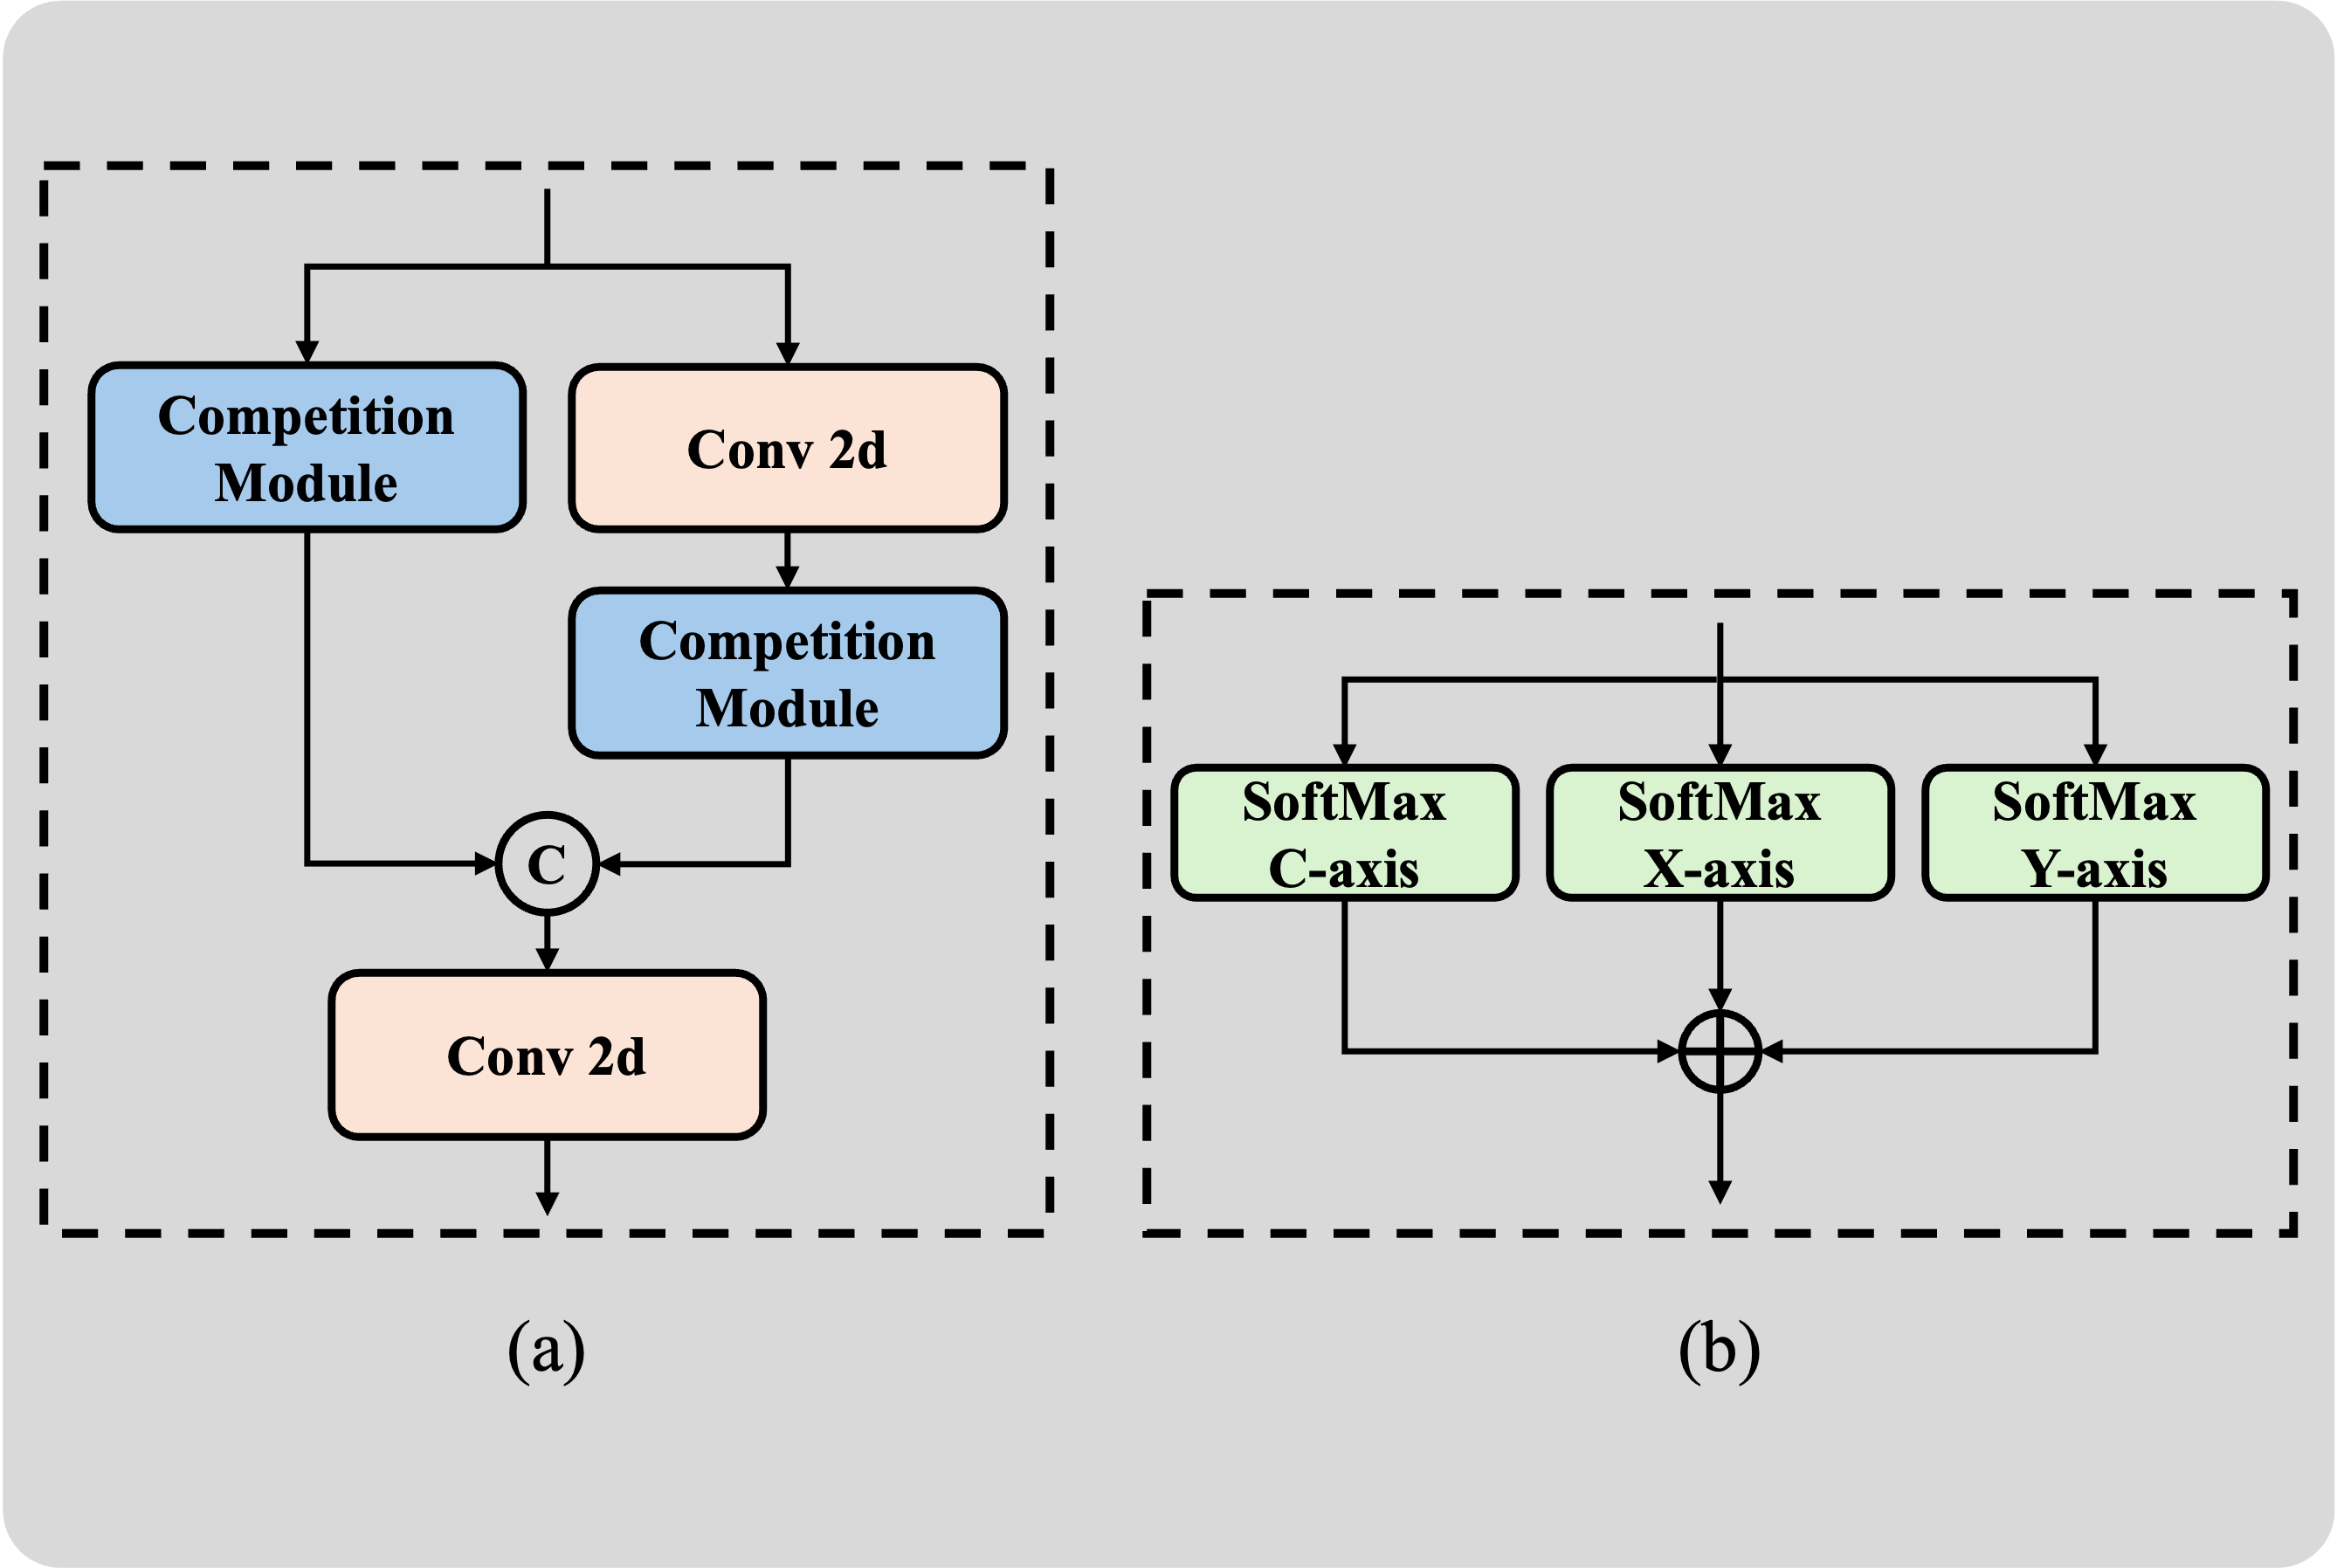 Competition
Module
Conv 2d
Competition
Module
C
Conv 2d
(a)
SoftMax
C-axis
SoftMax
X-axis
SoftMax
Y-axis
(b)